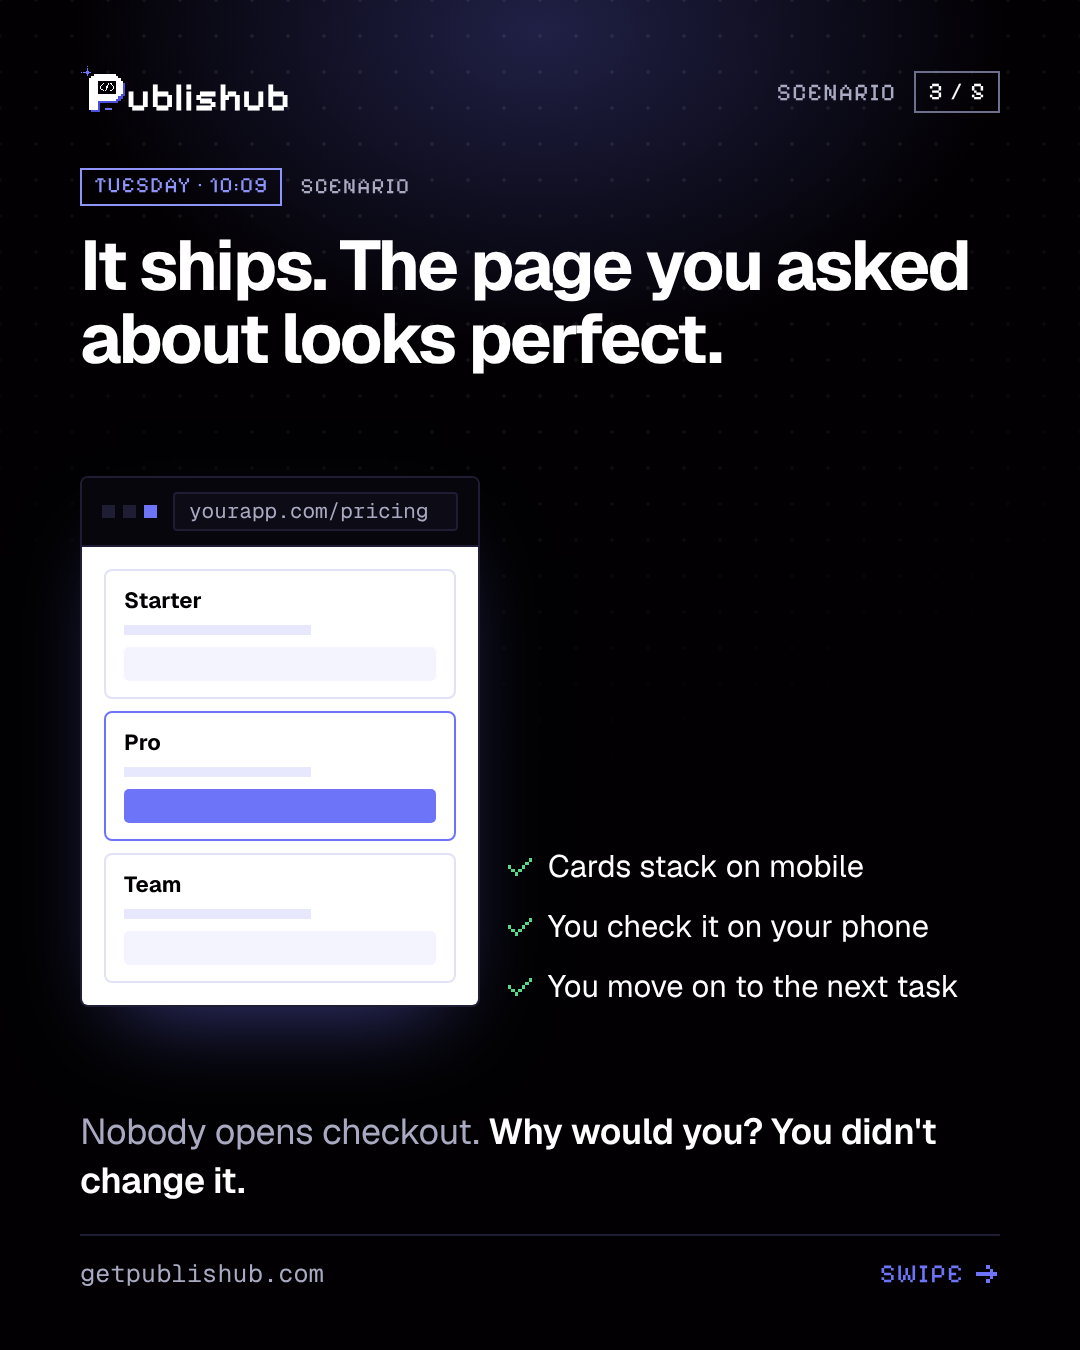 Publishub
SCENARIO
3 / 8
TUESDAY · 10:09
SCENARIO
It ships. The page you asked
about looks perfect.
yourapp.com/pricing
Starter
Pro
Team
Cards stack on mobile
You check it on your phone
You move on to the next task
Nobody opens checkout. Why would you? You didn't
change it.
getpublishub.com
SWIPE →